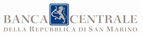 BANCA CENTRALE
DELLA REPUBBLICA DI SAN MARINO